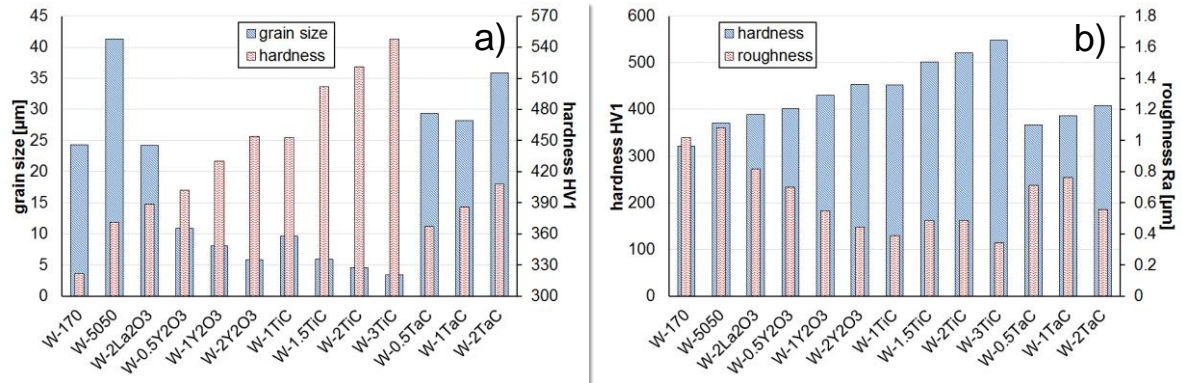 a)
grain size
hardness
grain size [µm]
45
40
35
30
25
20
15
10
5
0
hardness HV1
570
540
510
480
450
420
390
360
330
300
W-170
W-5050
W-2La2O3
W-0.5Y2O3
W-1Y2O3
W-2Y2O3
W-1TiC
W-1.5TiC
W-2TiC
W-3TiC
W-0.5TaC
W-1TaC
W-2TaC
b)
hardness
roughness
hardness HV1
600
500
400
300
200
100
0
roughness Ra [µm]
1.8
1.6
1.4
1.2
1
0.8
0.6
0.4
0.2
0
W-170
W-5050
W-2La2O3
W-0.5Y2O3
W-1Y2O3
W-2Y2O3
W-1TiC
W-1.5TiC
W-2TiC
W-3TiC
W-0.5TaC
W-1TaC
W-2TaC